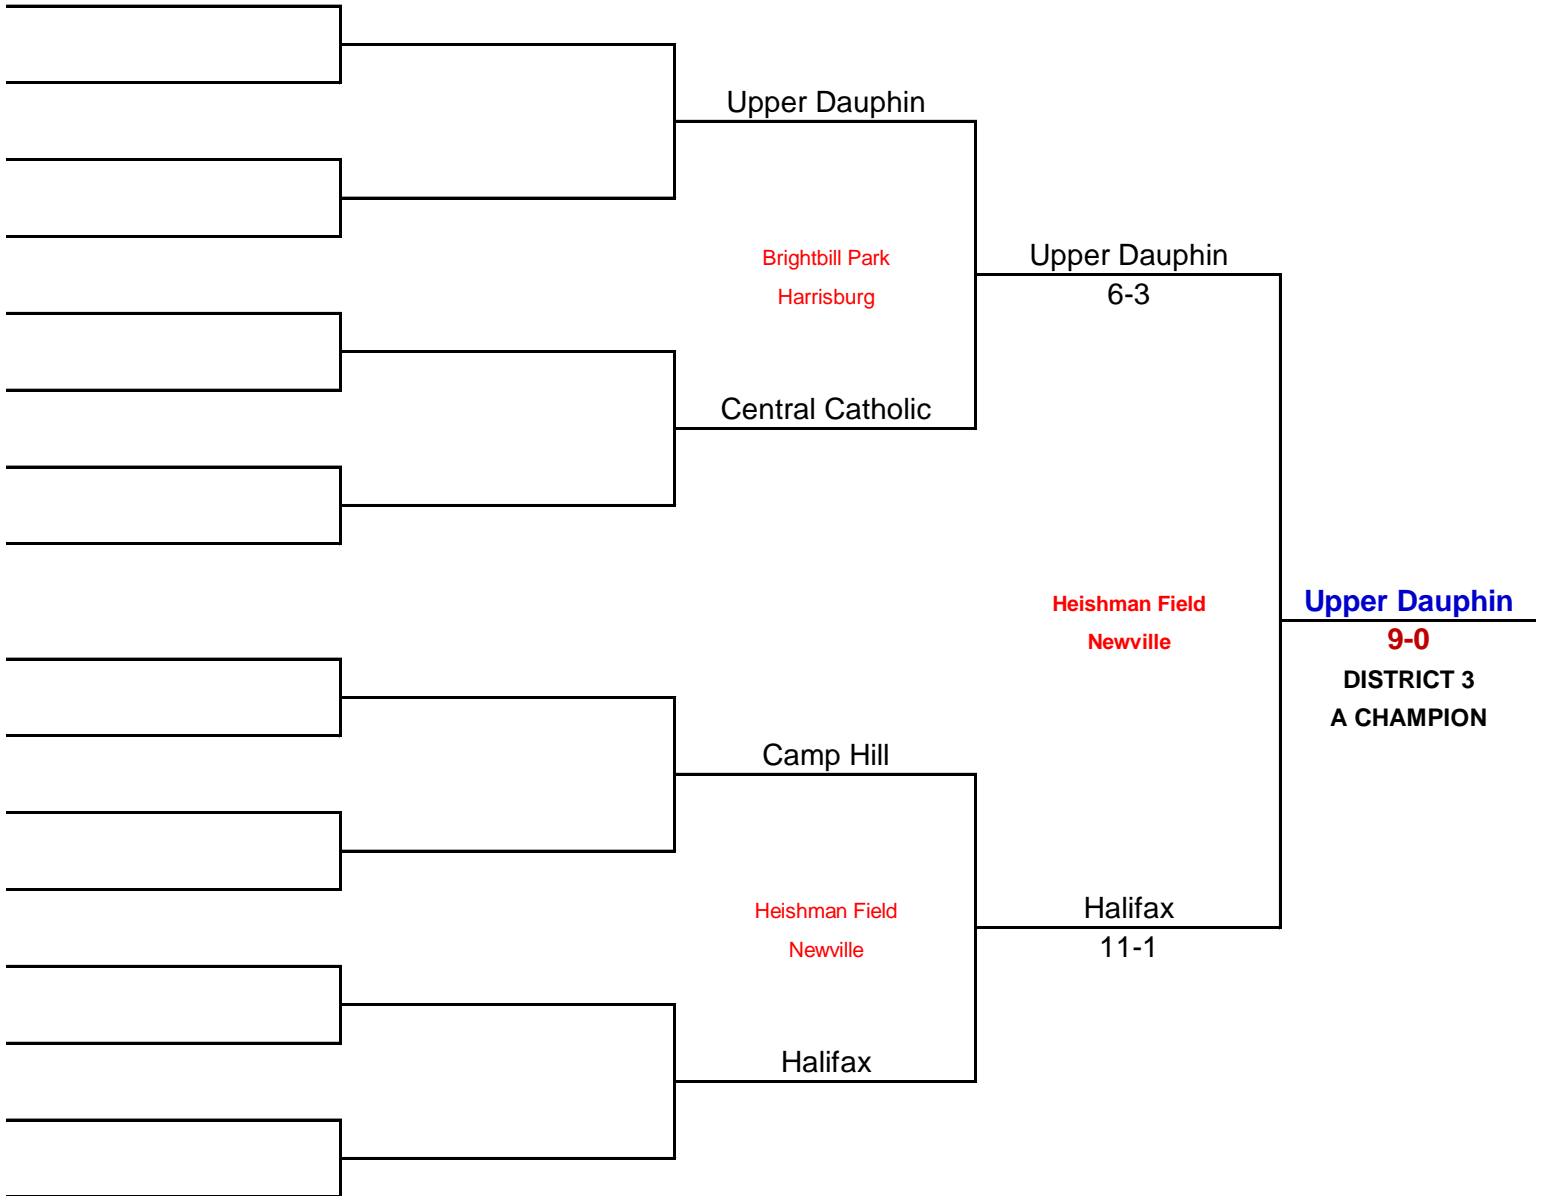 Upper Dauphin
Brightbill Park
Harrisburg
Upper Dauphin
6-3
Central Catholic
Heishman Field
Newville
Upper Dauphin
9-0
DISTRICT 3
A CHAMPION
Camp Hill
Heishman Field
Newville
Halifax
11-1
Halifax